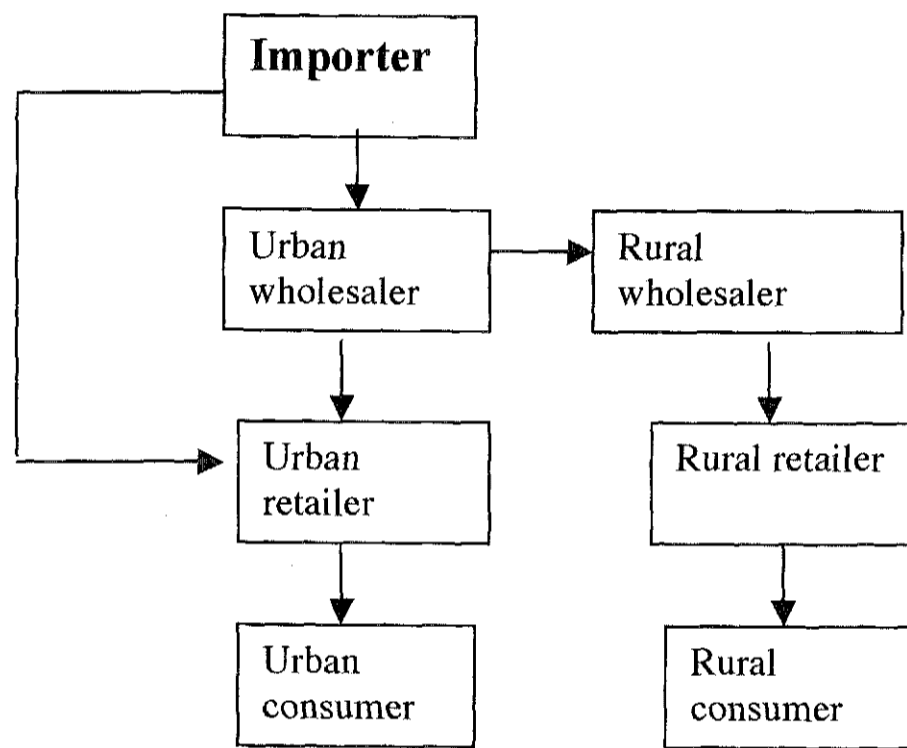 Importer
Urban
wholesaler
Rural
wholesaler
Urban
retailer
Rural retailer
Urban
consumer
Rural
consumer